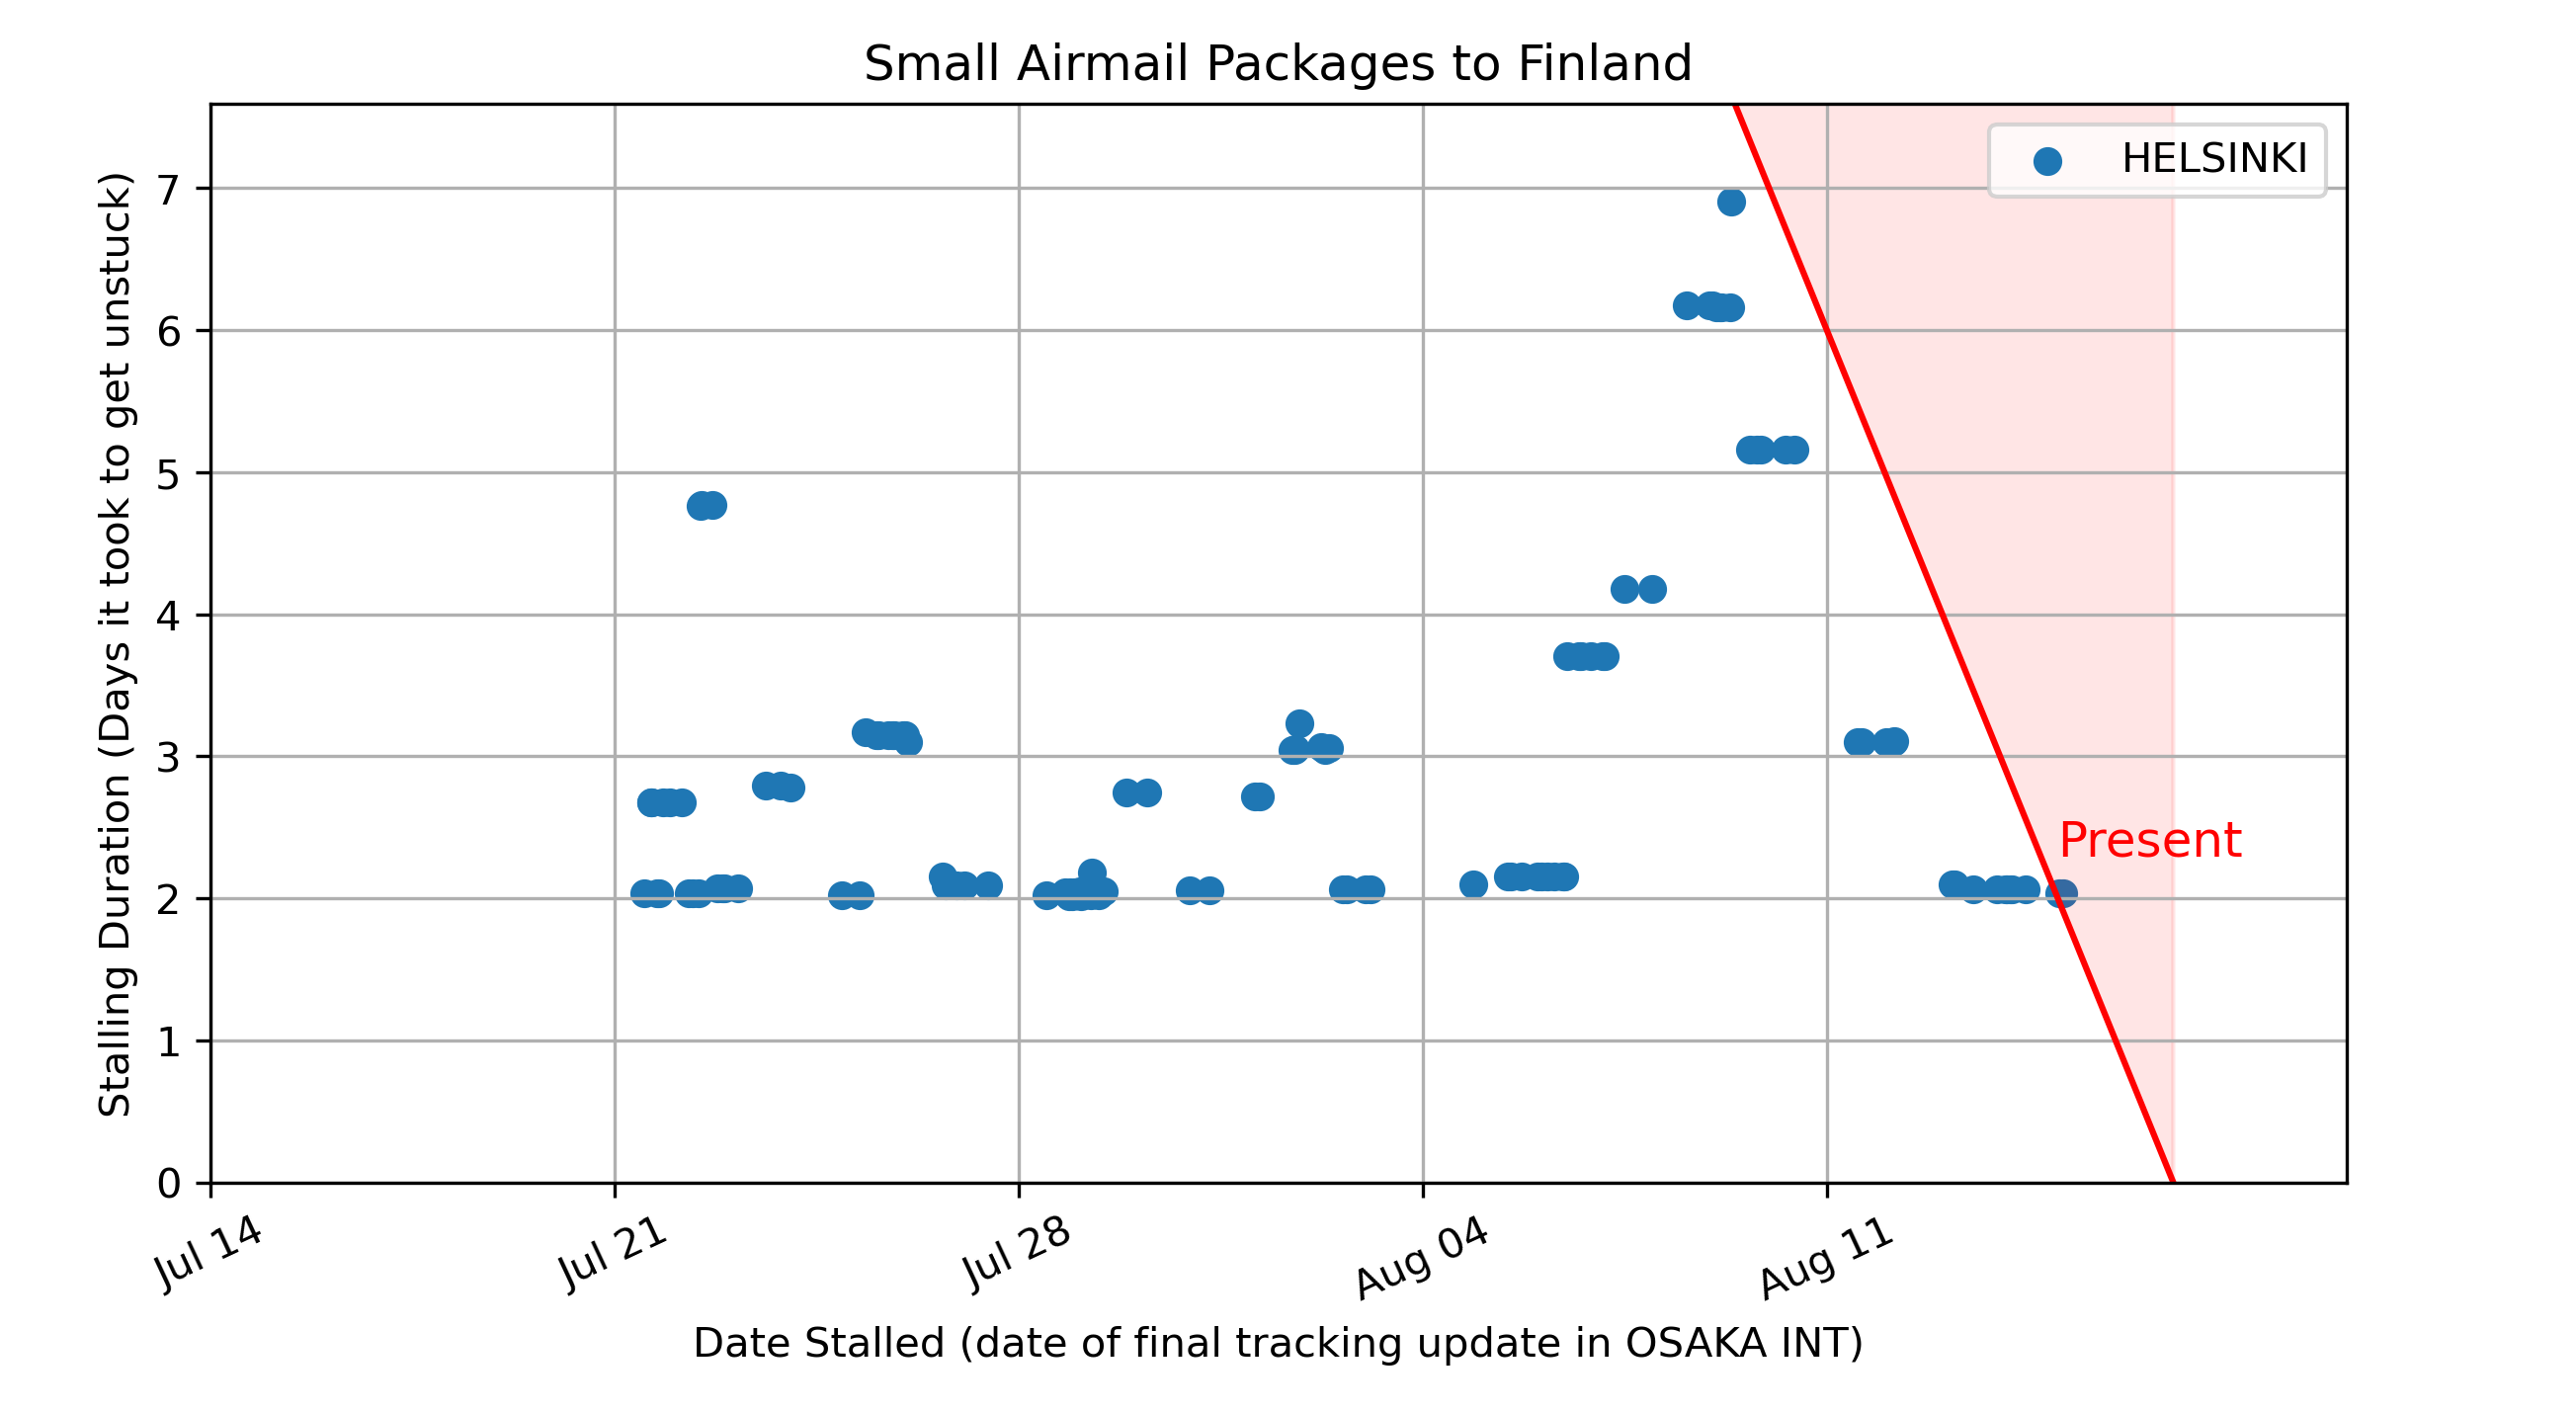 Small Airmail Packages to Finland
HELSINKI
Stalling Duration (Days it took to get unstuck)
7
6
5
4
3
2
1
0
Present
Jul 14
Jul 21
Jul 28
Aug 04
Aug 11
Date Stalled (date of final tracking update in OSAKA INT)